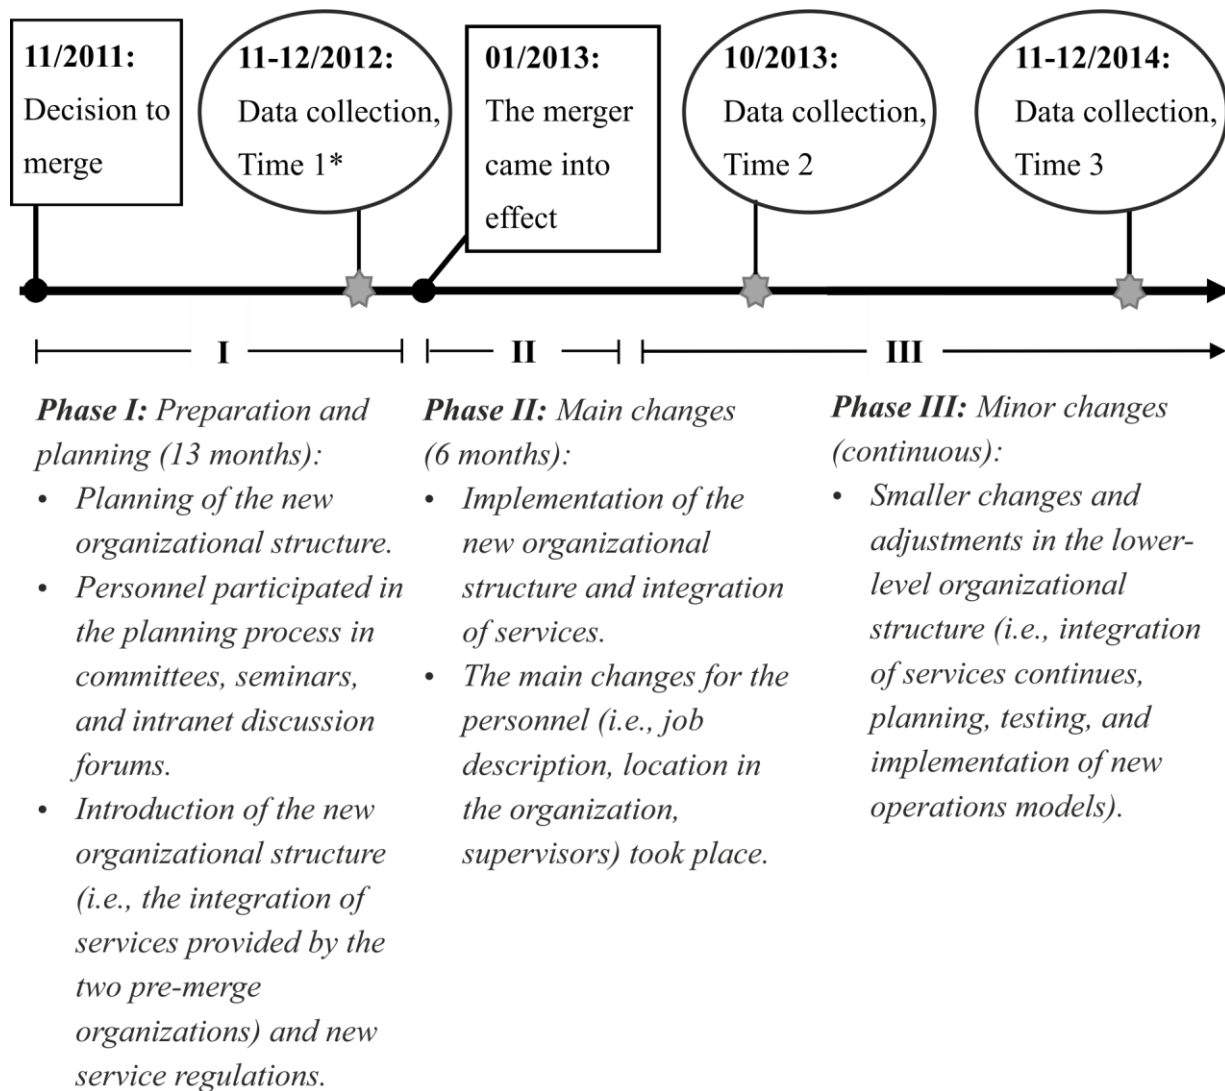 11/2011:
Decision to
merge
11-12/2012:
Data collection,
Time 1*
01/2013:
The merger
came into
effect
10/2013:
Data collection,
Time 2
11-12/2014:
Data collection,
Time 3
I
II
III
Phase I: Preparation and
planning (13 months):
• Planning of the new
organizational structure.
• Personnel participated in
the planning process in
committees, seminars,
and intranet discussion
forums.
• Introduction of the new
organizational structure
(i.e., the integration of
services provided by the
two pre-merge
organizations) and new
service regulations.
Phase II: Main changes
(6 months):
• Implementation of the
new organizational
structure and integration
of services.
• The main changes for the
personnel (i.e., job
description, location in
the organization,
supervisors) took place.
Phase III: Minor changes
(continuous):
• Smaller changes and
adjustments in the lower-
level organizational
structure (i.e., integration
of services continues,
planning, testing, and
implementation of new
operations models).